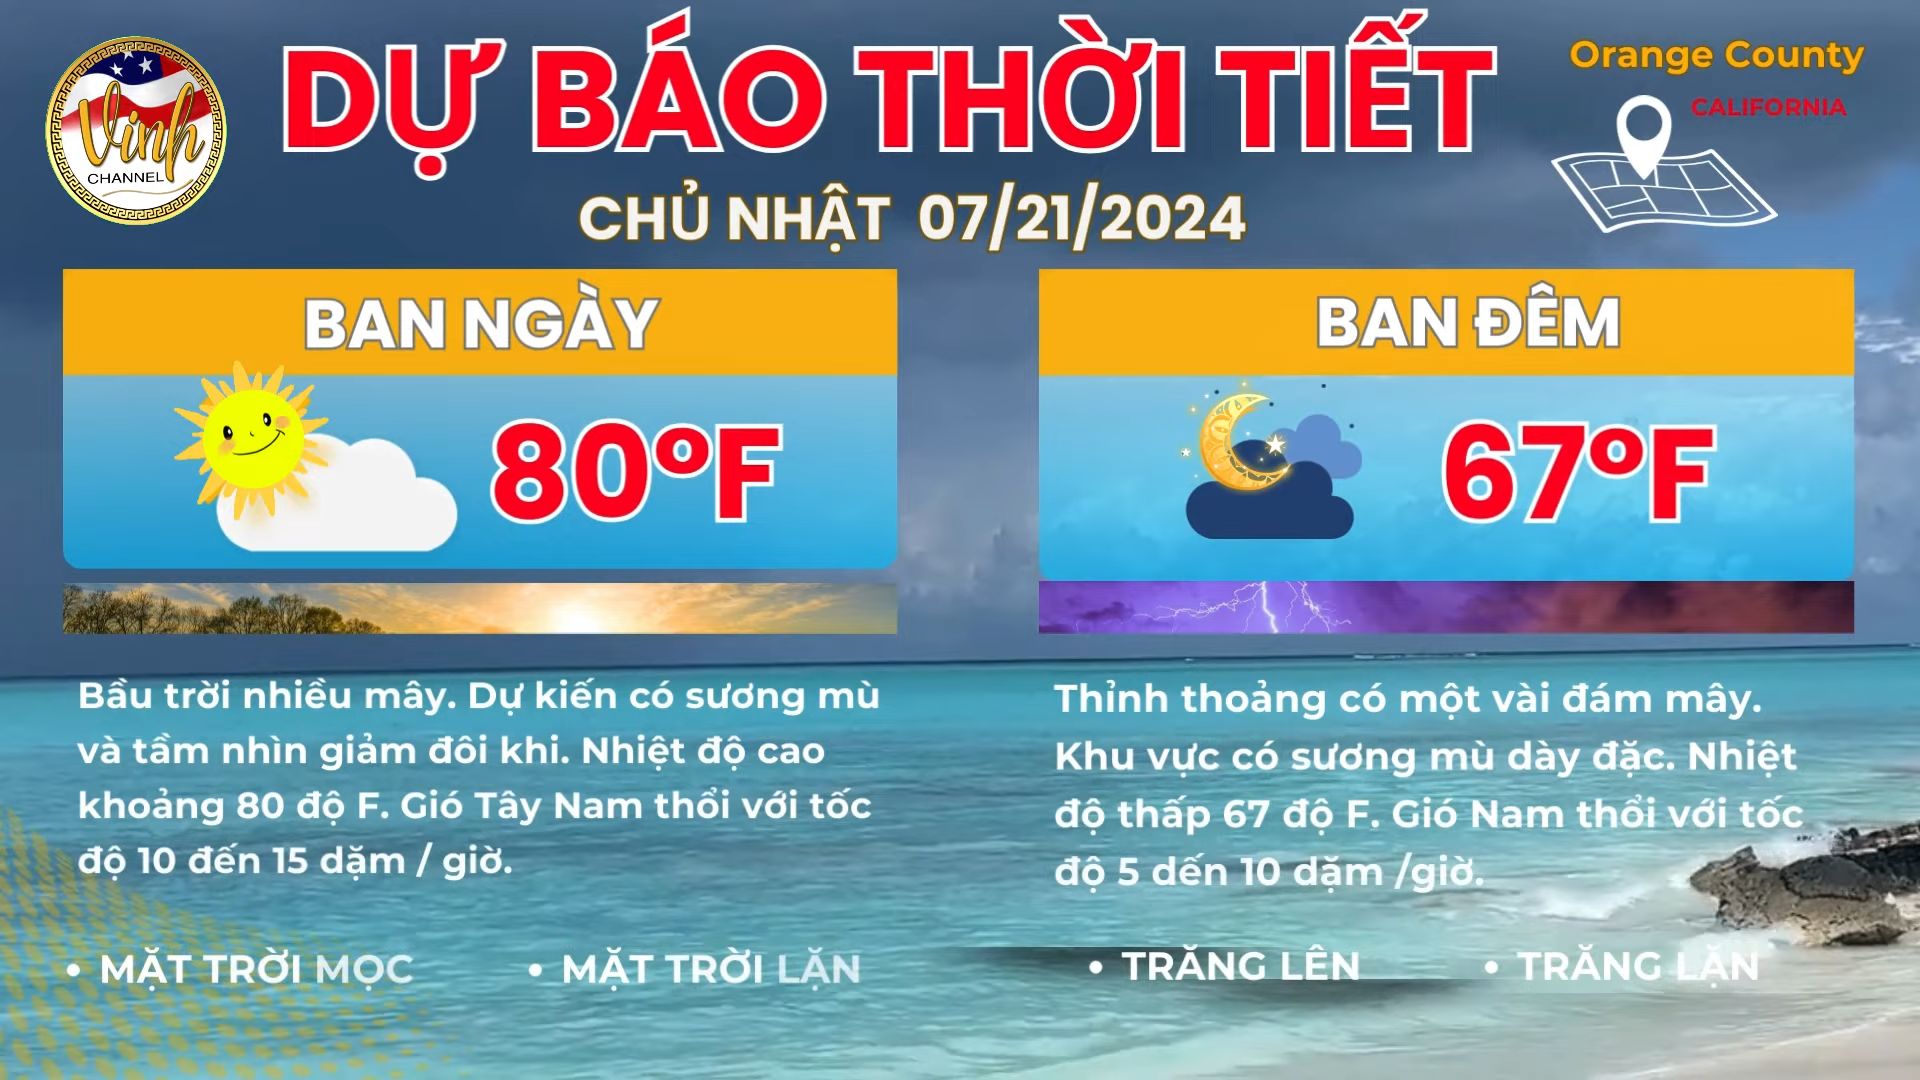 Vinh
CHANNEL
DỰ BÁO THỜI TIẾT
Orange County
CALIFORNIA
CHỦ NHẬT 07/21/2024
BAN NGÀY
80°F
Bầu trời nhiều mây. Dự kiến có sương mù
và tầm nhìn giảm đôi khi. Nhiệt độ cao
khoảng 80 độ F. Gió Tây Nam thổi với tốc
độ 10 đến 15 dặm / giờ.
• MẶT TRỜI MỌC
• MẶT TRỜI LẶN
BAN ĐÊM
67°F
Thỉnh thoảng có một vài đám mây.
Khu vực có sương mù dày đặc. Nhiệt
độ thấp 67 độ F. Gió Nam thổi với tốc
độ 5 dến 10 dặm /giờ.
• TRĂNG LÊN
• TRĂNG LẶN